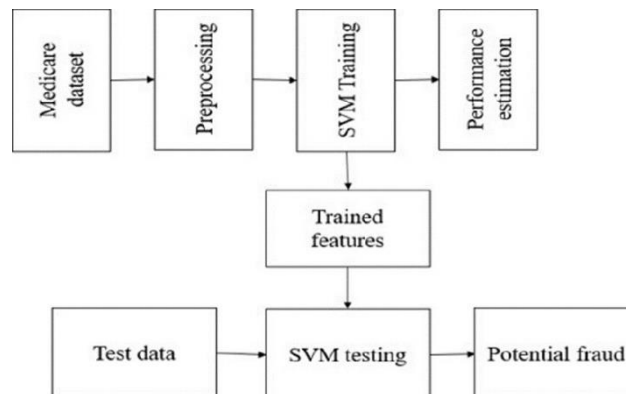 Medicare
dataset
Preprocessing
SVM Training
Performance
estimation
Trained
features
Test data
SVM testing
Potential fraud